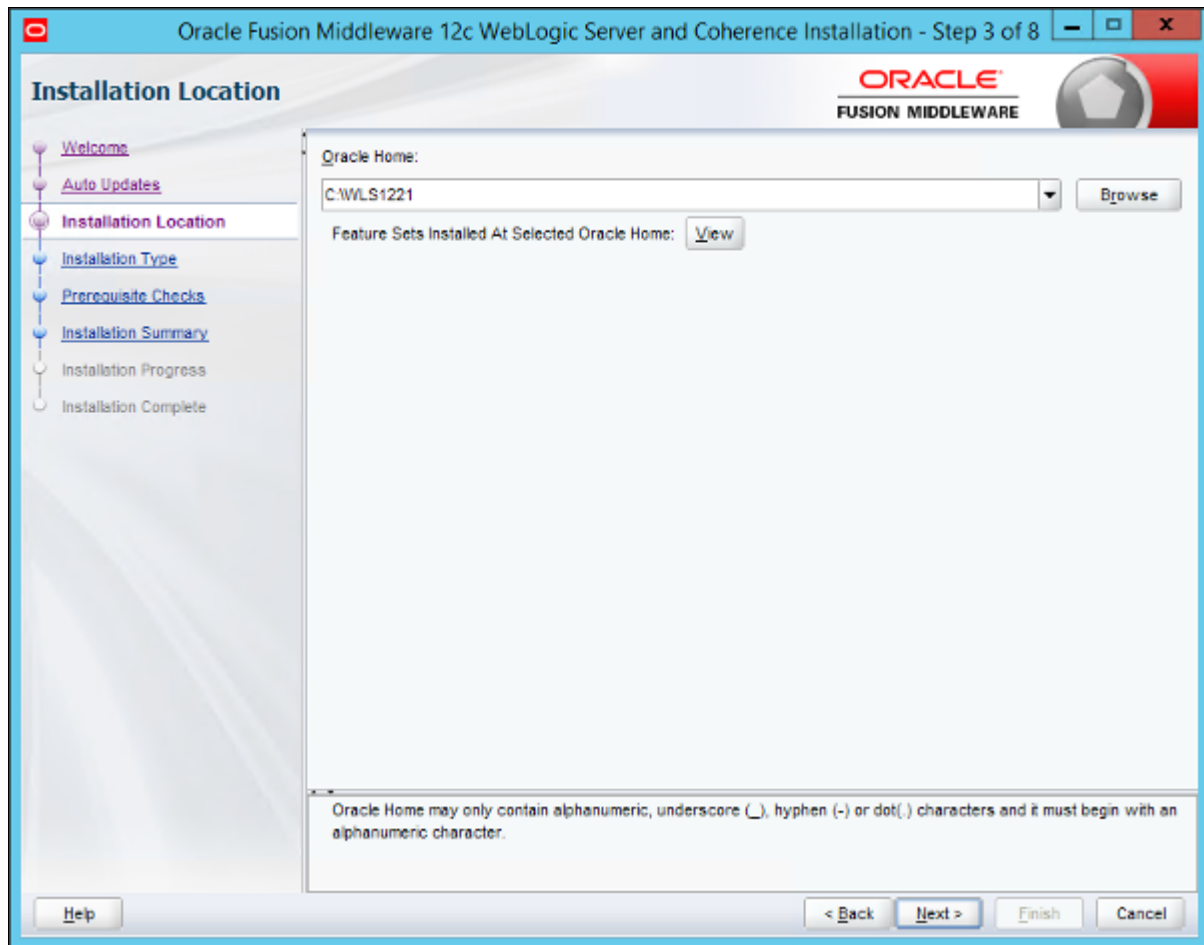 Oracle Fusion Middleware 12c WebLogic Server and Coherence Installation - Step 3 of 8
Installation Location
ORACLE
FUSION MIDDLEWARE
Welcome
Auto Updates
Installation Location
Installation Type
Prerequisite Checks
Installation Summary
Installation Progress
Installation Complete
Oracle Home:
C:\WLS1221
Browse
Feature Sets Installed At Selected Oracle Home: View
Oracle Home may only contain alphanumeric, underscore (_), hyphen (-) or dot(.) characters and it must begin with an
alphanumeric character.
Help
< Back Next > Finish Cancel